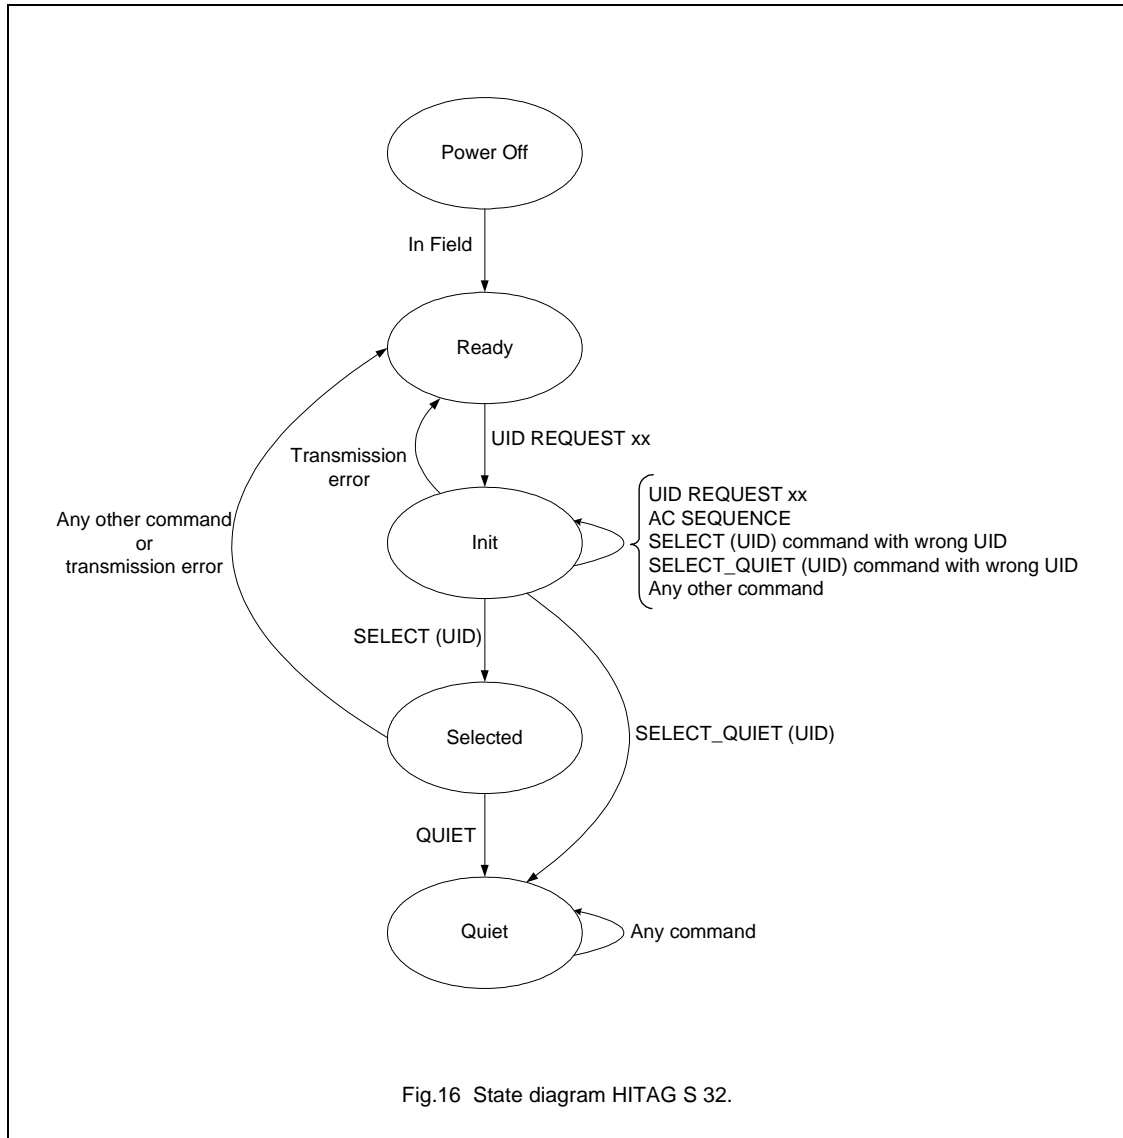 Power Off
In Field
Ready
UID REQUEST xx
Transmission
error
Any other command
or
transmission error
Init
UID REQUEST xx
AC SEQUENCE
SELECT (UID) command with wrong UID
SELECT_QUIET (UID) command with wrong UID
Any other command
SELECT (UID)
Selected
SELECT_QUIET (UID)
QUIET
Quiet
Any command
Fig.16 State diagram HITAG S 32.